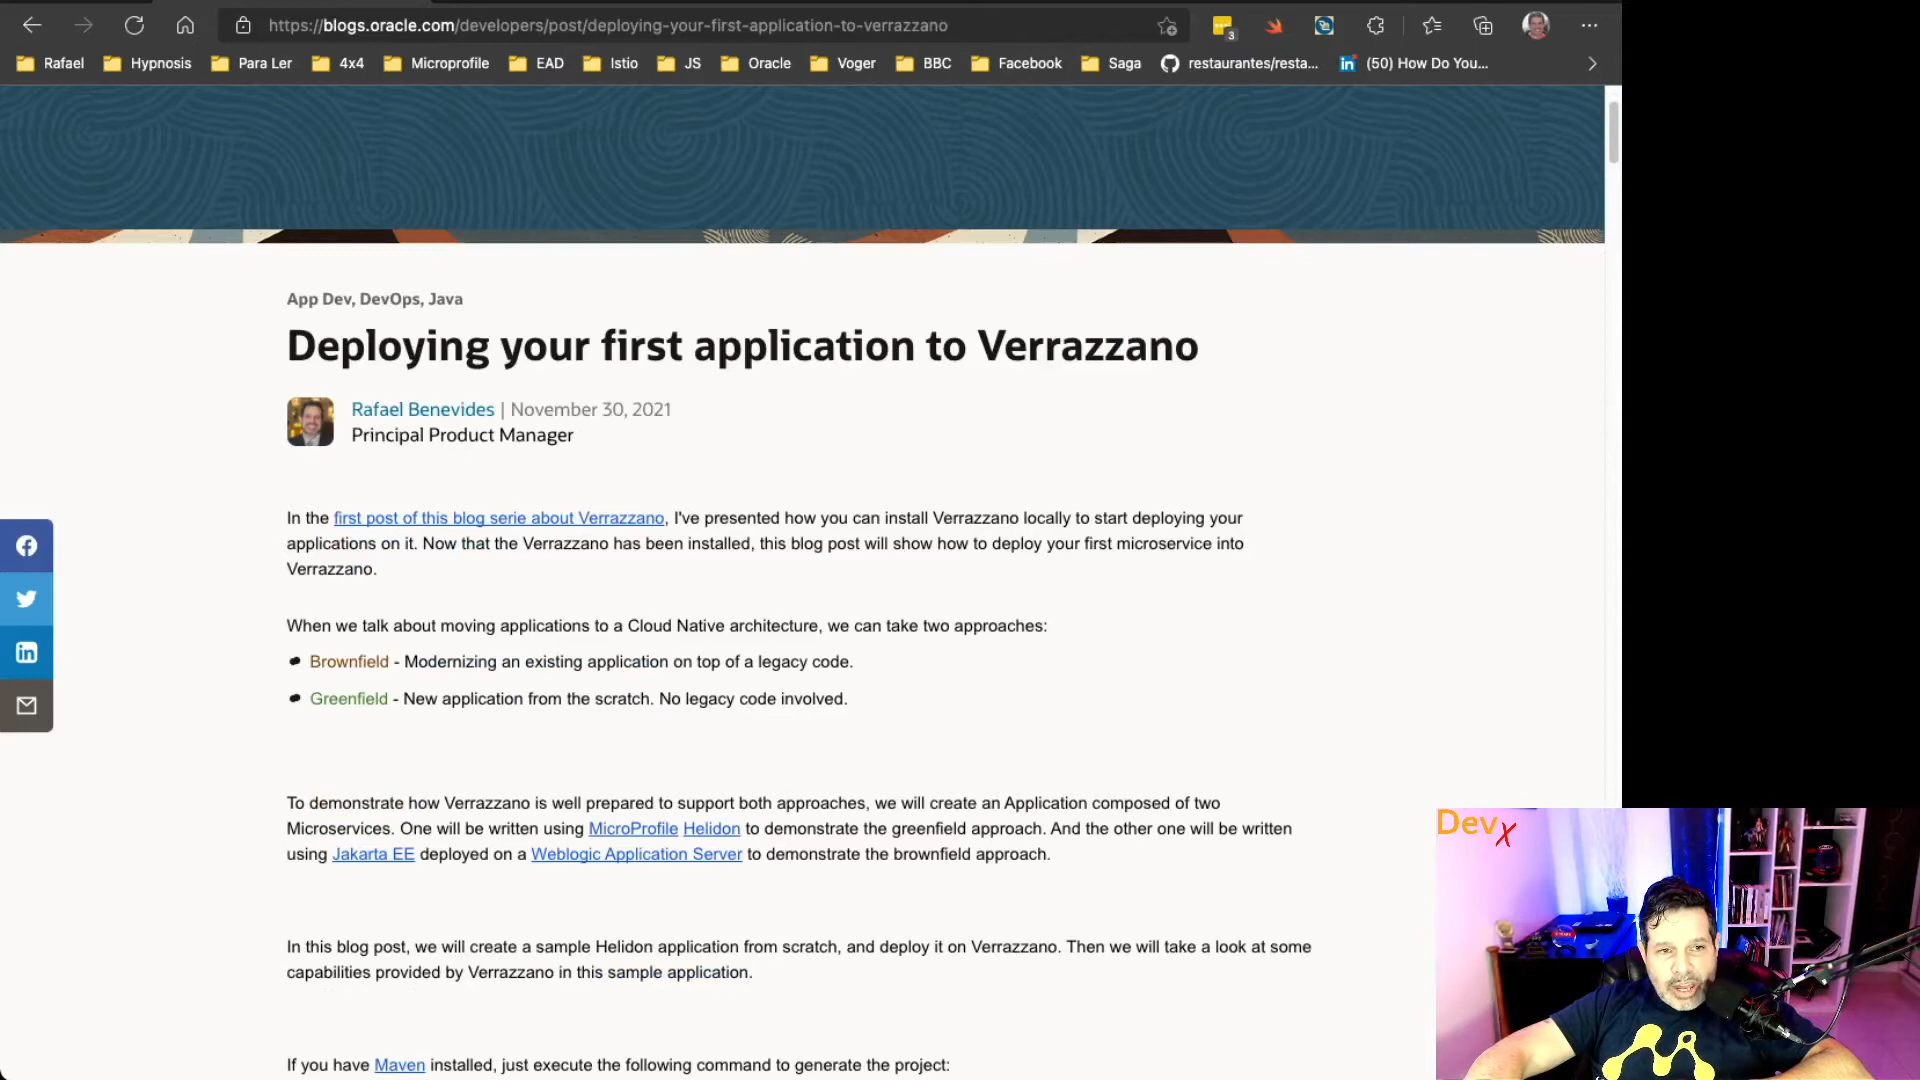 https://blogs.oracle.com/developers/post/deploying-your-first-application-to-verrazzano
3
Rafael Hypnosis Para Ler 4x4 Microprofile EAD Istio JS Oracle Voger BBC Facebook Saga restaurantes/resta... (50) How Do You...
App Dev, DevOps, Java
Deploying your first application to Verrazzano
Rafael Benevides | November 30, 2021
Principal Product Manager
In the first post of this blog serie about Verrazzano, I've presented how you can install Verrazzano locally to start deploying your
applications on it. Now that the Verrazzano has been installed, this blog post will show how to deploy your first microservice into
Verrazzano.
When we talk about moving applications to a Cloud Native architecture, we can take two approaches:
Brownfield - Modernizing an existing application on top of a legacy code.
Greenfield - New application from the scratch. No legacy code involved.
To demonstrate how Verrazzano is well prepared to support both approaches, we will create an Application composed of two
Microservices. One will be written using MicroProfile Helidon to demonstrate the greenfield approach. And the other one will be written
using Jakarta EE deployed on a Weblogic Application Server to demonstrate the brownfield approach.
In this blog post, we will create a sample Helidon application from scratch, and deploy it on Verrazzano. Then we will take a look at some
capabilities provided by Verrazzano in this sample application.
If you have Maven installed, just execute the following command to generate the project:
DevX